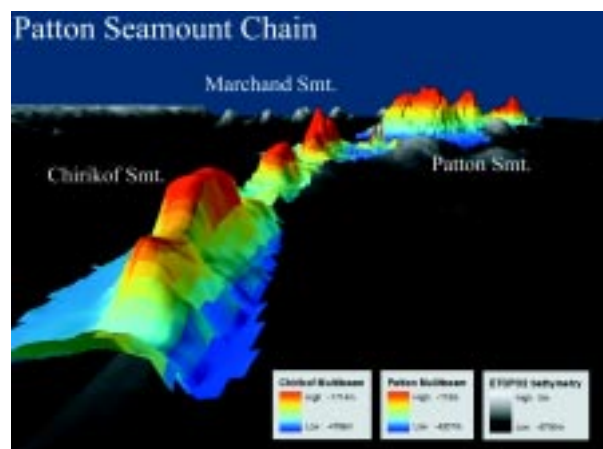 Patton Seamount Chain
Marchand Smt.
Chirikof Smt.
Patton Smt.
Chirikof Multibeam
High
Low
Patton Multibeam
High
Low
ETOPO2 bathymetry
High
Low